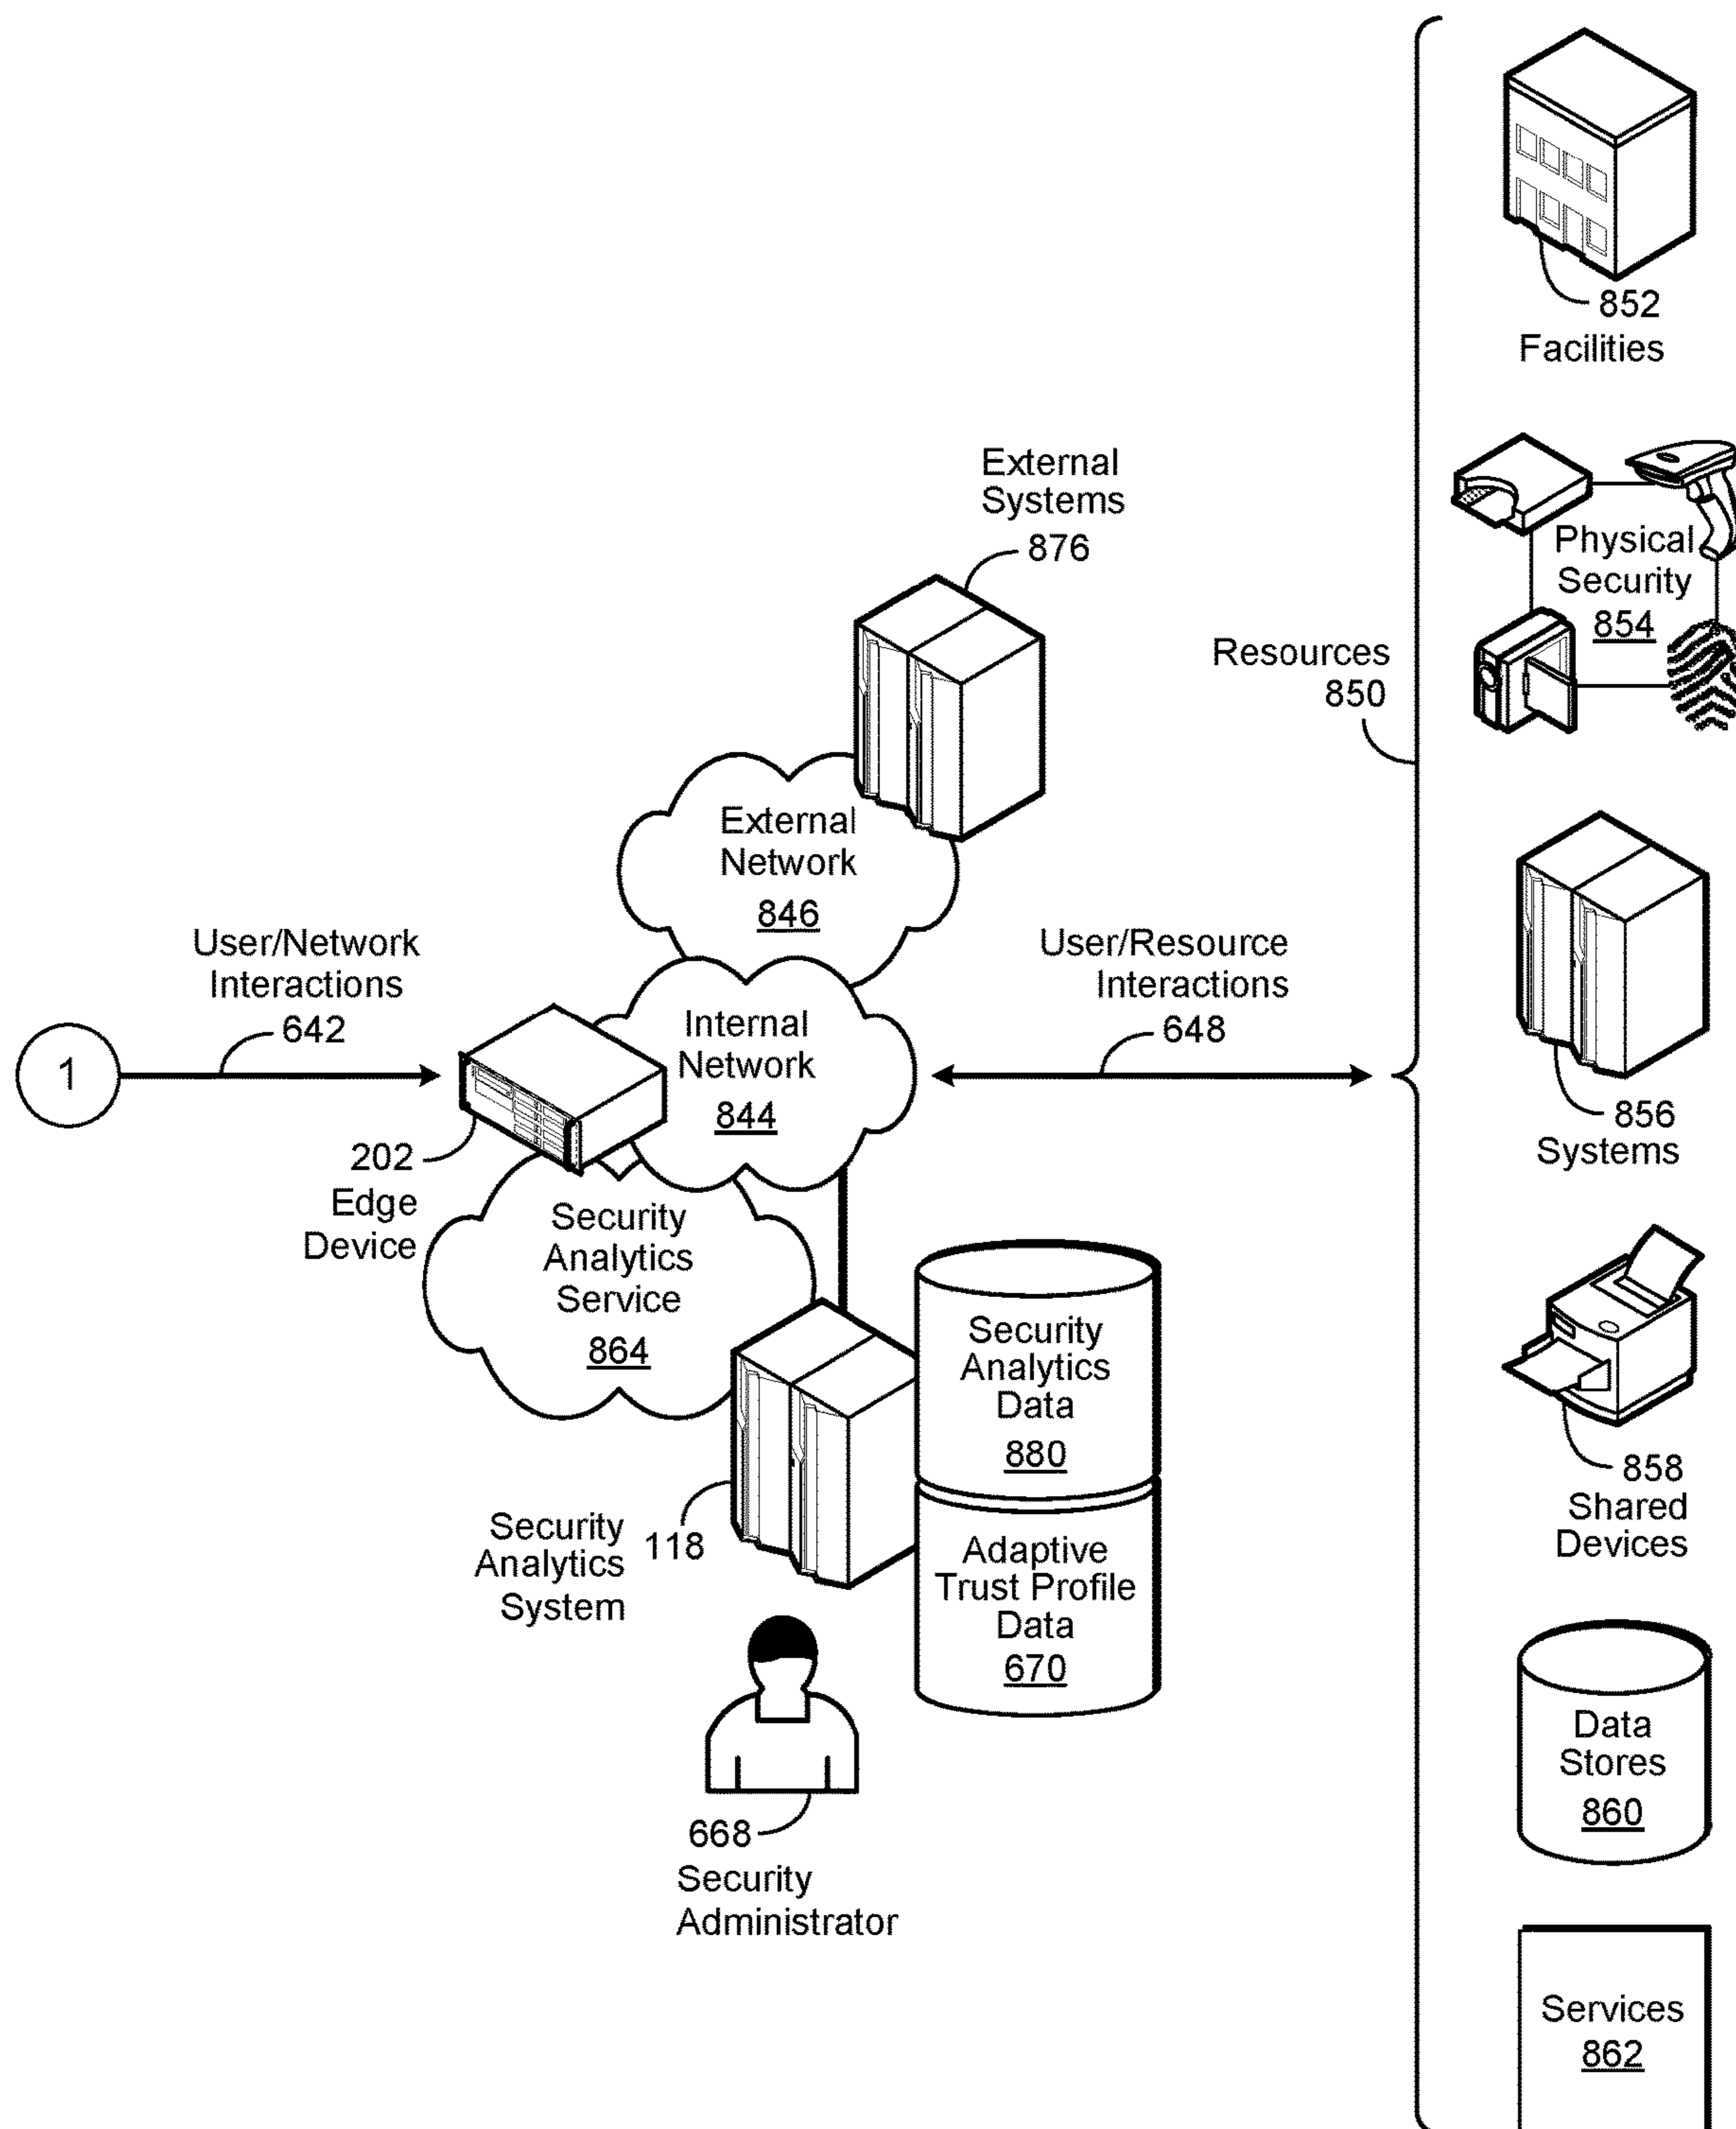 852
Facilities
External
Systems
876
Physical
Security
854
Resources
850
External
Network
846
User/Network
Interactions
642
User/Resource
Interactions
648
1
Internal
Network
844
202
Edge
Device
856
Systems
Security
Analytics
Service
864
Security
Analytics
Data
880
858
Shared
Devices
Security
Analytics
System
118
Adaptive
Trust Profile
Data
670
Data
Stores
860
668
Security
Administrator
Services
862